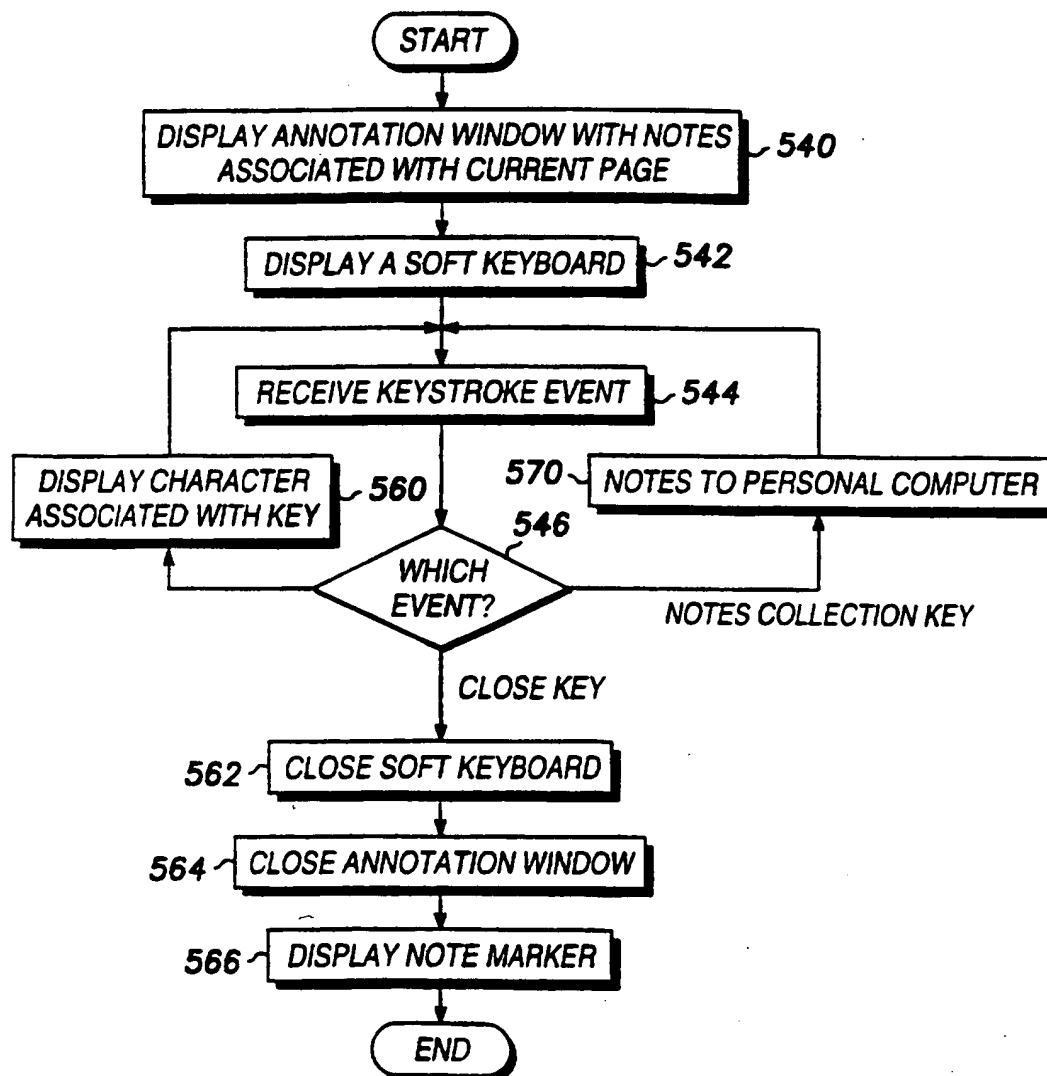 START
DISPLAY ANNOTATION WINDOW WITH NOTES
ASSOCIATED WITH CURRENT PAGE
540
DISPLAY A SOFT KEYBOARD
542
RECEIVE KEYSTROKE EVENT
544
DISPLAY CHARACTER
ASSOCIATED WITH KEY
560
570
NOTES TO PERSONAL COMPUTER
546
WHICH
EVENT?
NOTES COLLECTION KEY
CLOSE KEY
562
CLOSE SOFT KEYBOARD
564
CLOSE ANNOTATION WINDOW
566
DISPLAY NOTE MARKER
END